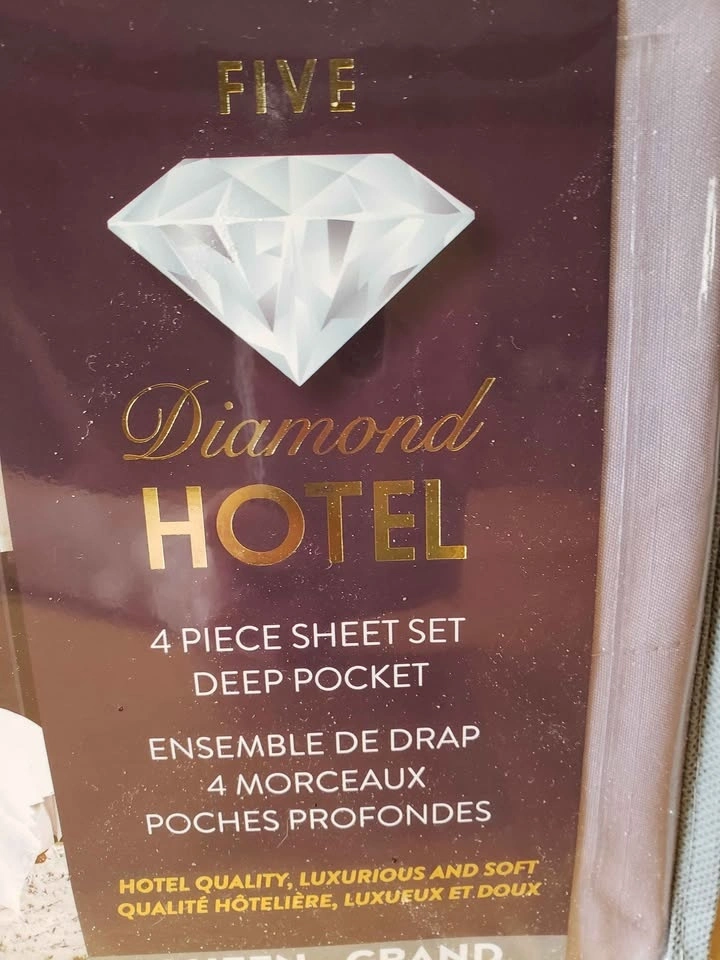 FIVE
Diamond
HOTEL
4 PIECE SHEET SET
DEEP POCKET
ENSEMBLE DE DRAP
4 MORCEAUX
POCHES PROFONDES
HOTEL QUALITY, LUXURIOUS AND SOFT
QUALITÉ HÔTELIÈRE, LUXUEUX ET DOUX
GRAND